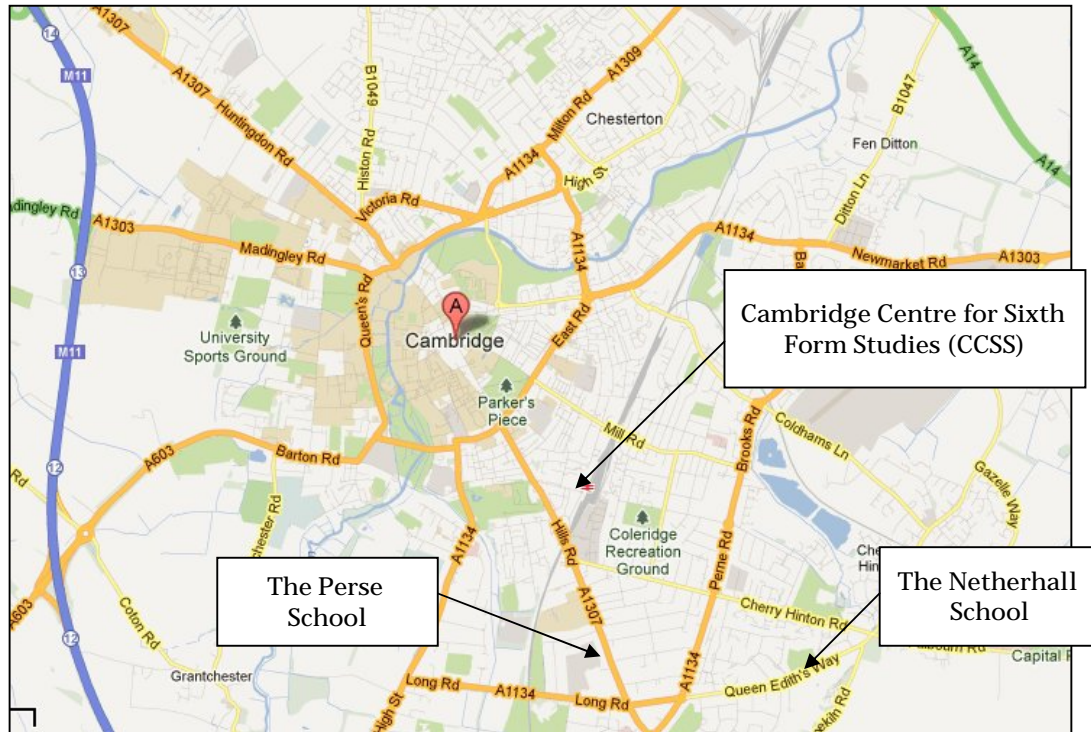 14
M11
A1307
A1307
Huntingdon Rd
B1049
Histon Rd
A1309
Milton Rd
Chesterton
A1134
High St
A14
A14
B1047
Fen Ditton
Ditton Ln
Victoria Rd
A1303
Madingley Rd
13
A1134
A1134
Newmarket Rd
A1303
Queen's Rd
University
Sports Ground
A
Cambridge
East Rd
M11
Parker's
Piece
Cambridge Centre for Sixth
Form Studies (CCSS)
Mill Rd
Brooks Rd
Coldhams Ln
Gazelle Way
A603
Barton Rd
12
Rd
A1134
Hills Rd
Coleridge
Recreation
Ground
Perne Rd
The Perse
School
The Netherhall
School
A603
Coton Rd
12
A1307
Cherry Hinton Rd
Grantchester
Long Rd
A1134
Long Rd
A1134
Queen Edith's Way
High St